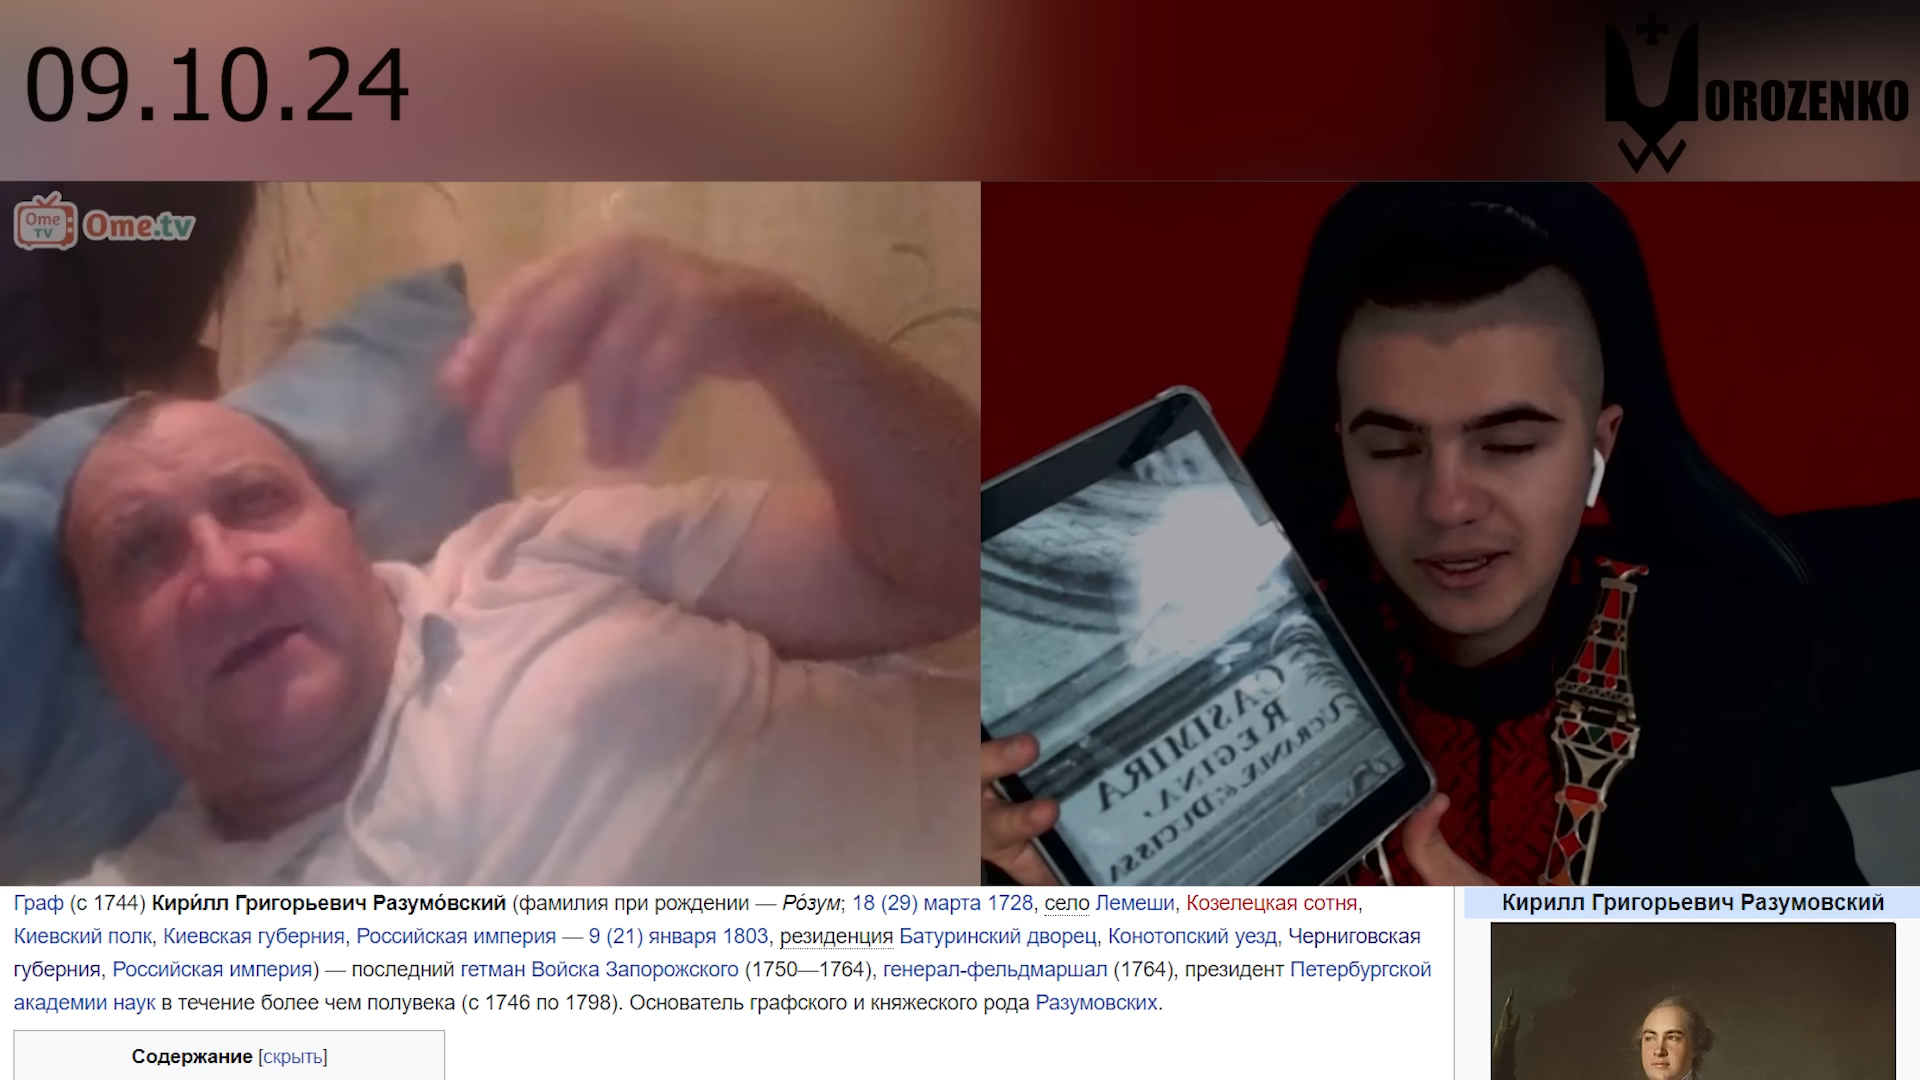 09.10.24
OROZENKO
Ome TV Ome.tv
CASIMIRA
REGINA,
UCRANIE & DUCISSA
Граф (с 1744) Кири́лл Григорьевич Разумо́вский (фамилия при рождении — Ро́зум; 18 (29) марта 1728, село Лемеши, Козелецкая сотня,
Киевский полк, Киевская губерния, Российская империя — 9 (21) января 1803, резиденция Батуринский дворец, Конотопский уезд, Черниговская
губерния, Российская империя) — последний гетман Войска Запорожского (1750—1764), генерал-фельдмаршал (1764), президент Петербургской
академии наук в течение более чем полувека (с 1746 по 1798). Основатель графского и княжеского рода Разумовских.
Содержание [скрыть]
Кирилл Григорьевич Разумовский